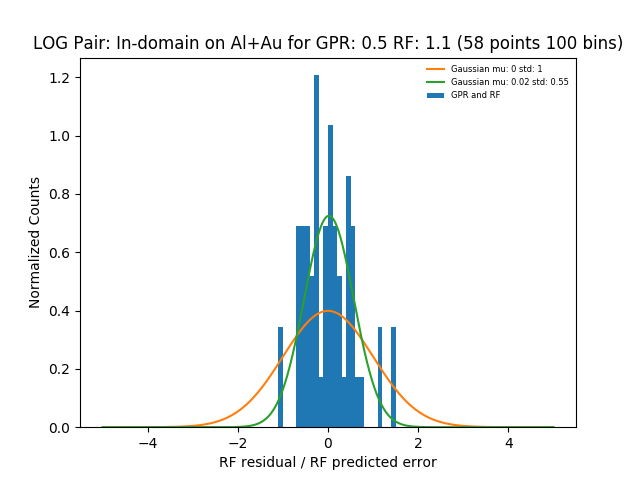 LOG Pair: In-domain on Al+Au for GPR: 0.5 RF: 1.1 (58 points 100 bins)
Gaussian mu: 0 std: 1
Gaussian mu: 0.02 std: 0.55
GPR and RF
Normalized Counts
1.2
1.0
0.8
0.6
0.4
0.2
0.0
−4
−2
0
2
4
RF residual / RF predicted error